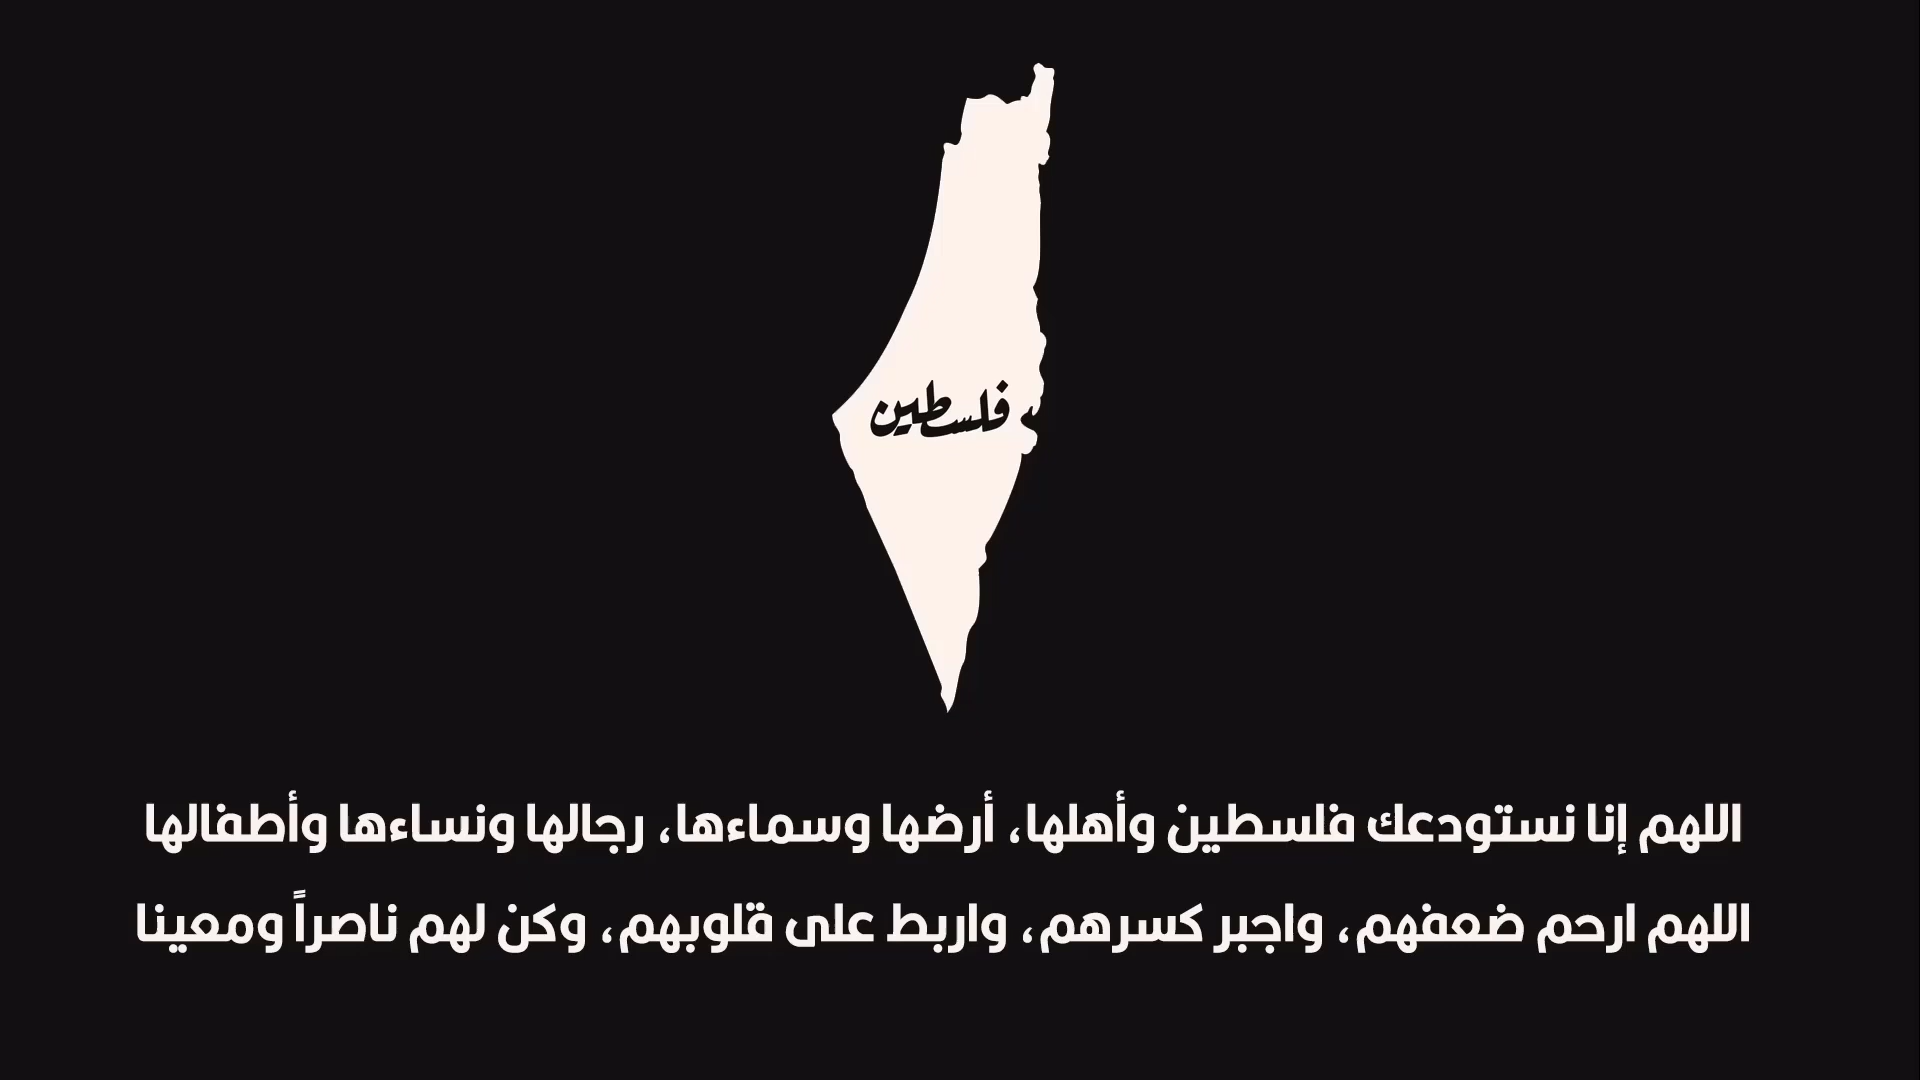 فلسطين
اللهم إنا نستودعك فلسطين وأهلها، أرضها وسماءها، رجالها ونساءها وأطفالها
اللهم ارحم ضعفهم، واجبر كسرهم، واربط على قلوبهم، وكن لهم ناصراً ومعينا